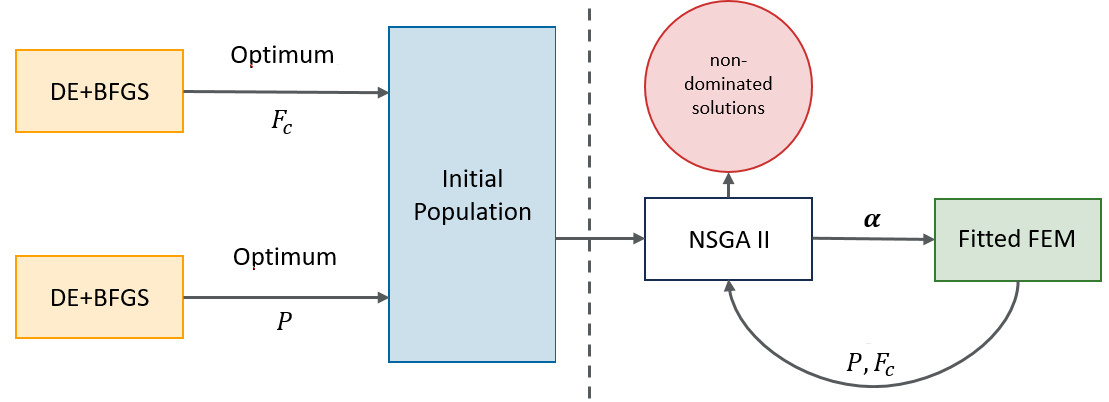 DE+BFGS
Optimum
F_c
DE+BFGS
Optimum
P
Initial
Population
non-
dominated
solutions
NSGA II
α
Fitted FEM
P, F_c